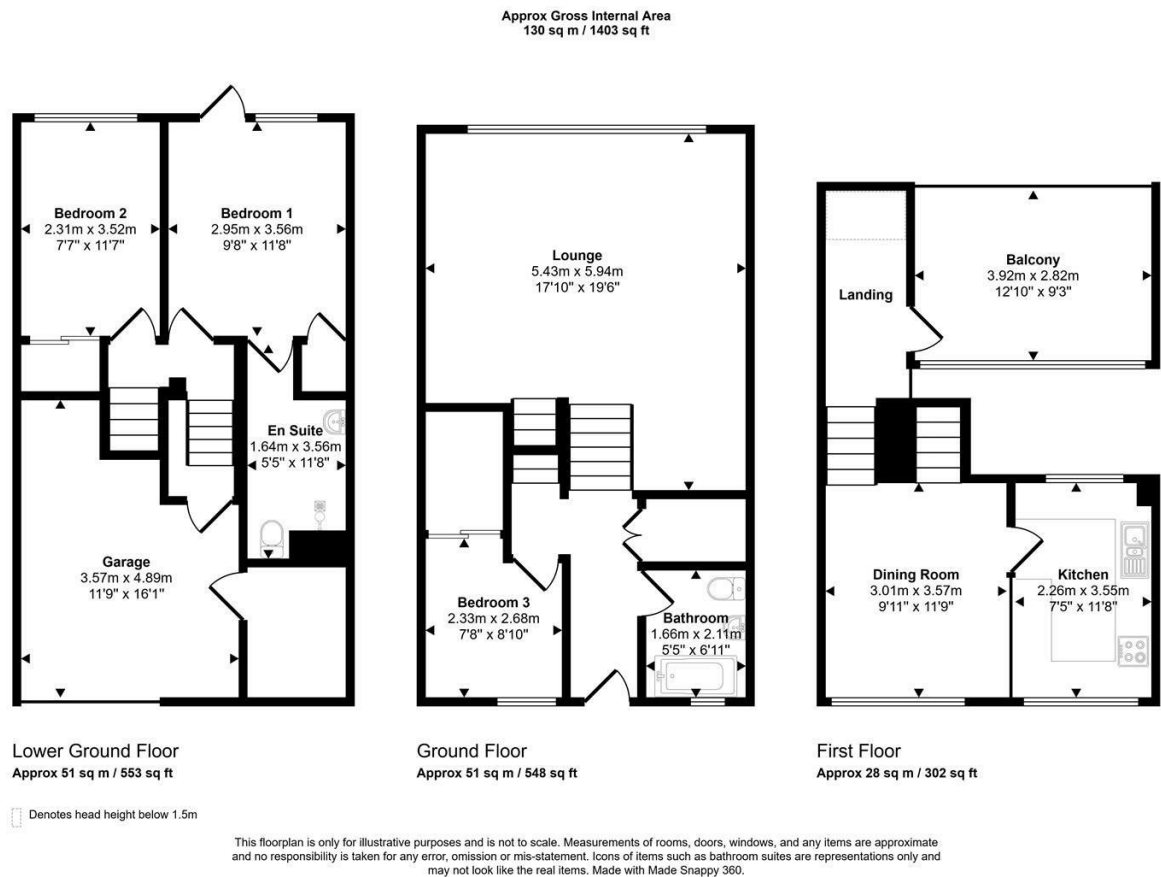 Approx Gross Internal Area
130 sq m / 1403 sq ft
Bedroom 2
2.31m x 3.52m
7'7" x 11'7"
Bedroom 1
2.95m x 3.56m
9'8" x 11'8"
En Suite
1.64m x 3.56m
5'5" x 11'8"
Garage
3.57m x 4.89m
11'9" x 16'1"
Lounge
5.43m x 5.94m
17'10" x 19'6"
Bedroom 3
2.33m x 2.68m
7'8" x 8'10"
Bathroom
1.66m x 2.11m
5'5" x 6'11"
Landing
Balcony
3.92m x 2.82m
12'10" x 9'3"
Dining Room
3.01m x 3.57m
9'11" x 11'9"
Kitchen
2.26m x 3.55m
7'5" x 11'8"
Lower Ground Floor
Approx 51 sq m / 553 sq ft
Ground Floor
Approx 51 sq m / 548 sq ft
First Floor
Approx 28 sq m / 302 sq ft
Denotes head height below 1.5m
This floorplan is only for illustrative purposes and is not to scale. Measurements of rooms, doors, windows, and any items are approximate
and no responsibility is taken for any error, omission or mis-statement. Icons of items such as bathroom suites are representations only and
may not look like the real items. Made with Made Snappy 360.